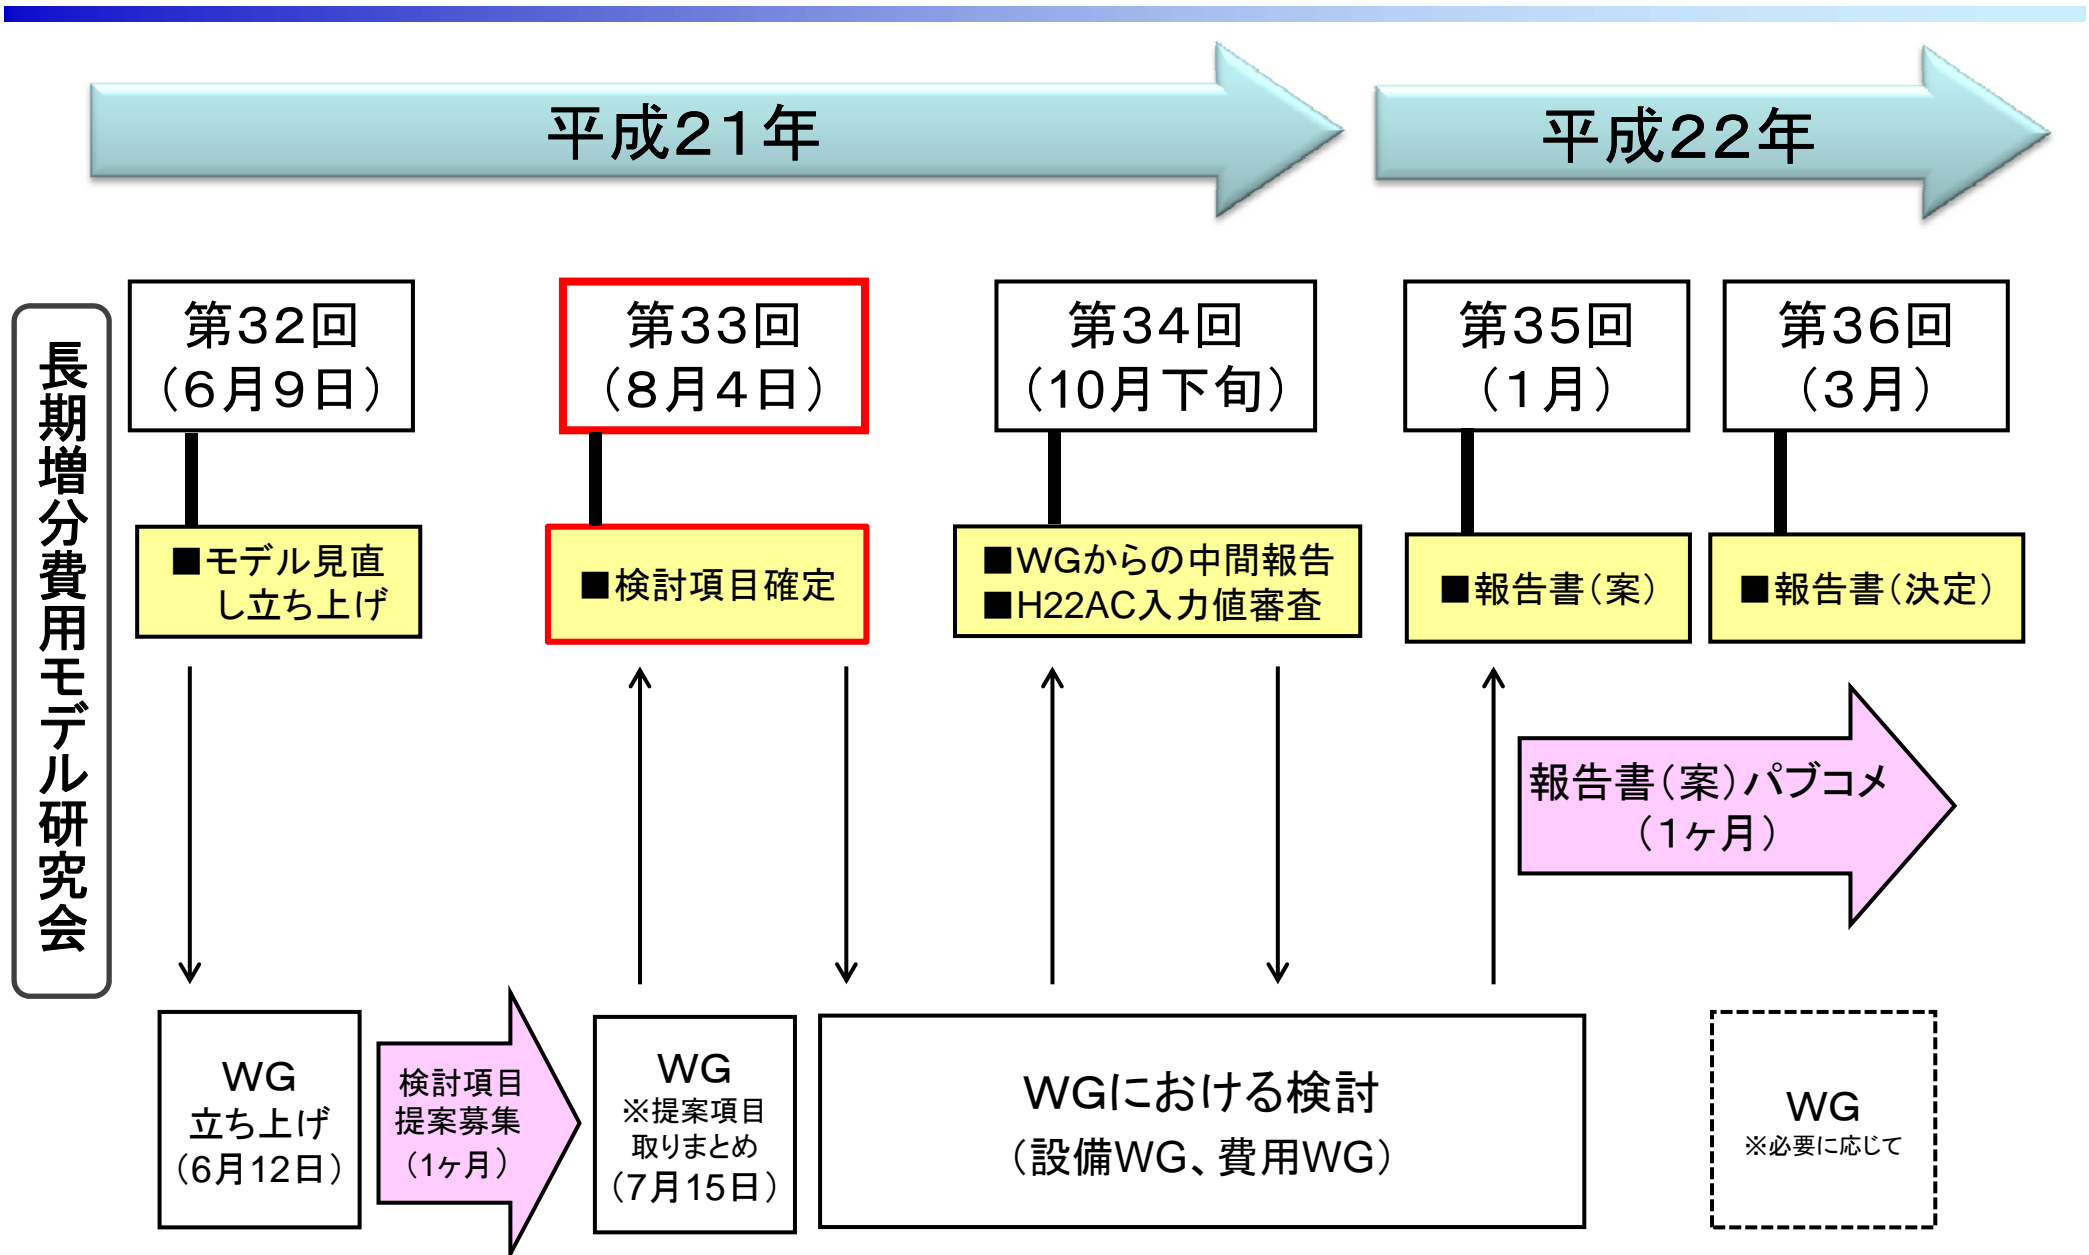 平成21年
平成22年
長期増分費用モデル研究会
第32回
（6月9日）
第33回
（8月4日）
第34回
（10月下旬）
第35回
（1月）
第36回
（3月）
■モデル見直
し立ち上げ
■検討項目確定
■WGからの中間報告
■H22AC入力値審査
■報告書（案）
■報告書（決定）
報告書（案）パブコメ
（1ヶ月）
WG
立ち上げ
（6月12日）
検討項目
提案募集
（1ヶ月）
WG
※提案項目
取りまとめ
（7月15日）
WGにおける検討
（設備WG、費用WG）
WG
※必要に応じて